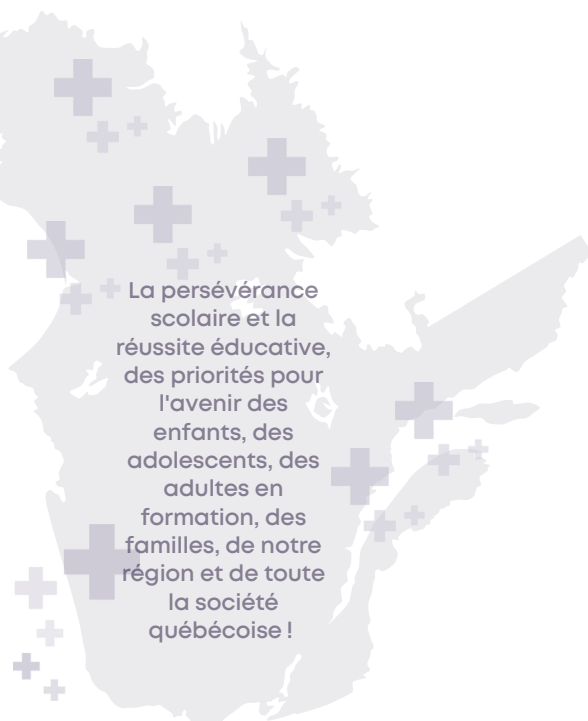 La persévérance
scolaire et la
réussite éducative,
des priorités pour
l'avenir des
enfants, des
adolescents, des
adultes en
formation, des
familles, de notre
région et de toute
la société
québécoise !